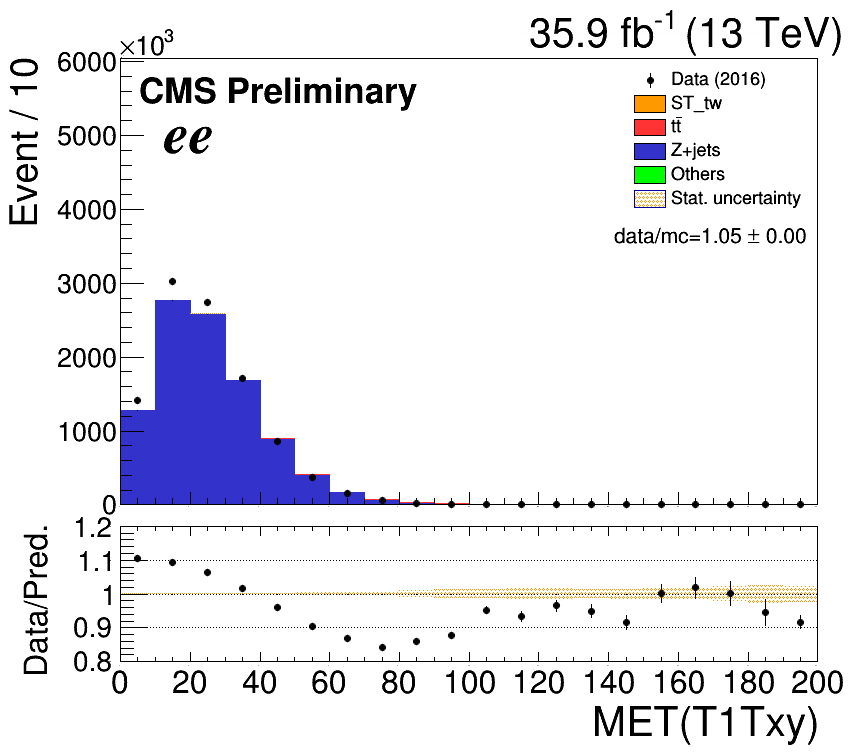 35.9 fb⁻¹ (13 TeV)
×10³
CMS Preliminary
ee
Data (2016)
ST_tw
tt̄
Z+jets
Others
Stat. uncertainty
data/mc=1.05 ± 0.00
Event / 10
6000
5000
4000
3000
2000
1000
0
Data/Pred.
1.2
1.1
1
0.9
0.8
0 20 40 60 80 100 120 140 160 180 200
MET(T1Txy)